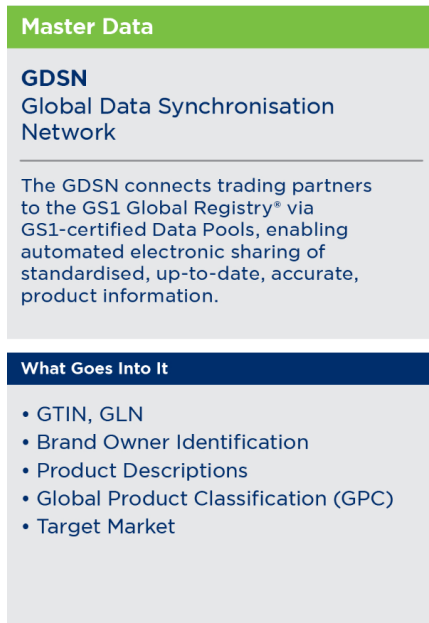 Master Data
GDSN
Global Data Synchronisation
Network
The GDSN connects trading partners
to the GS1 Global Registry® via
GS1-certified Data Pools, enabling
automated electronic sharing of
standardised, up-to-date, accurate,
product information.
What Goes Into It
• GTIN, GLN
• Brand Owner Identification
• Product Descriptions
• Global Product Classification (GPC)
• Target Market